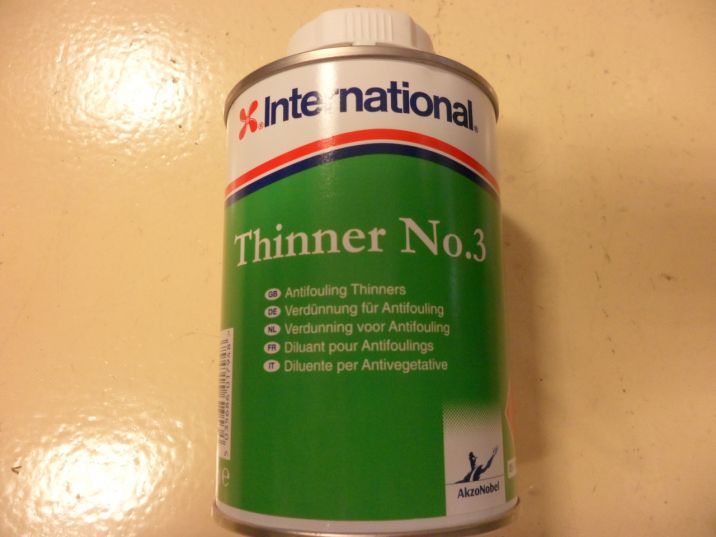 International
Thinner No.3
GB Antifouling Thinners
DE Verdünnung für Antifouling
NL Verdunning voor Antifouling
FR Diluant pour Antifoulings
IT Diluente per Antivegetative
AkzoNobel
e